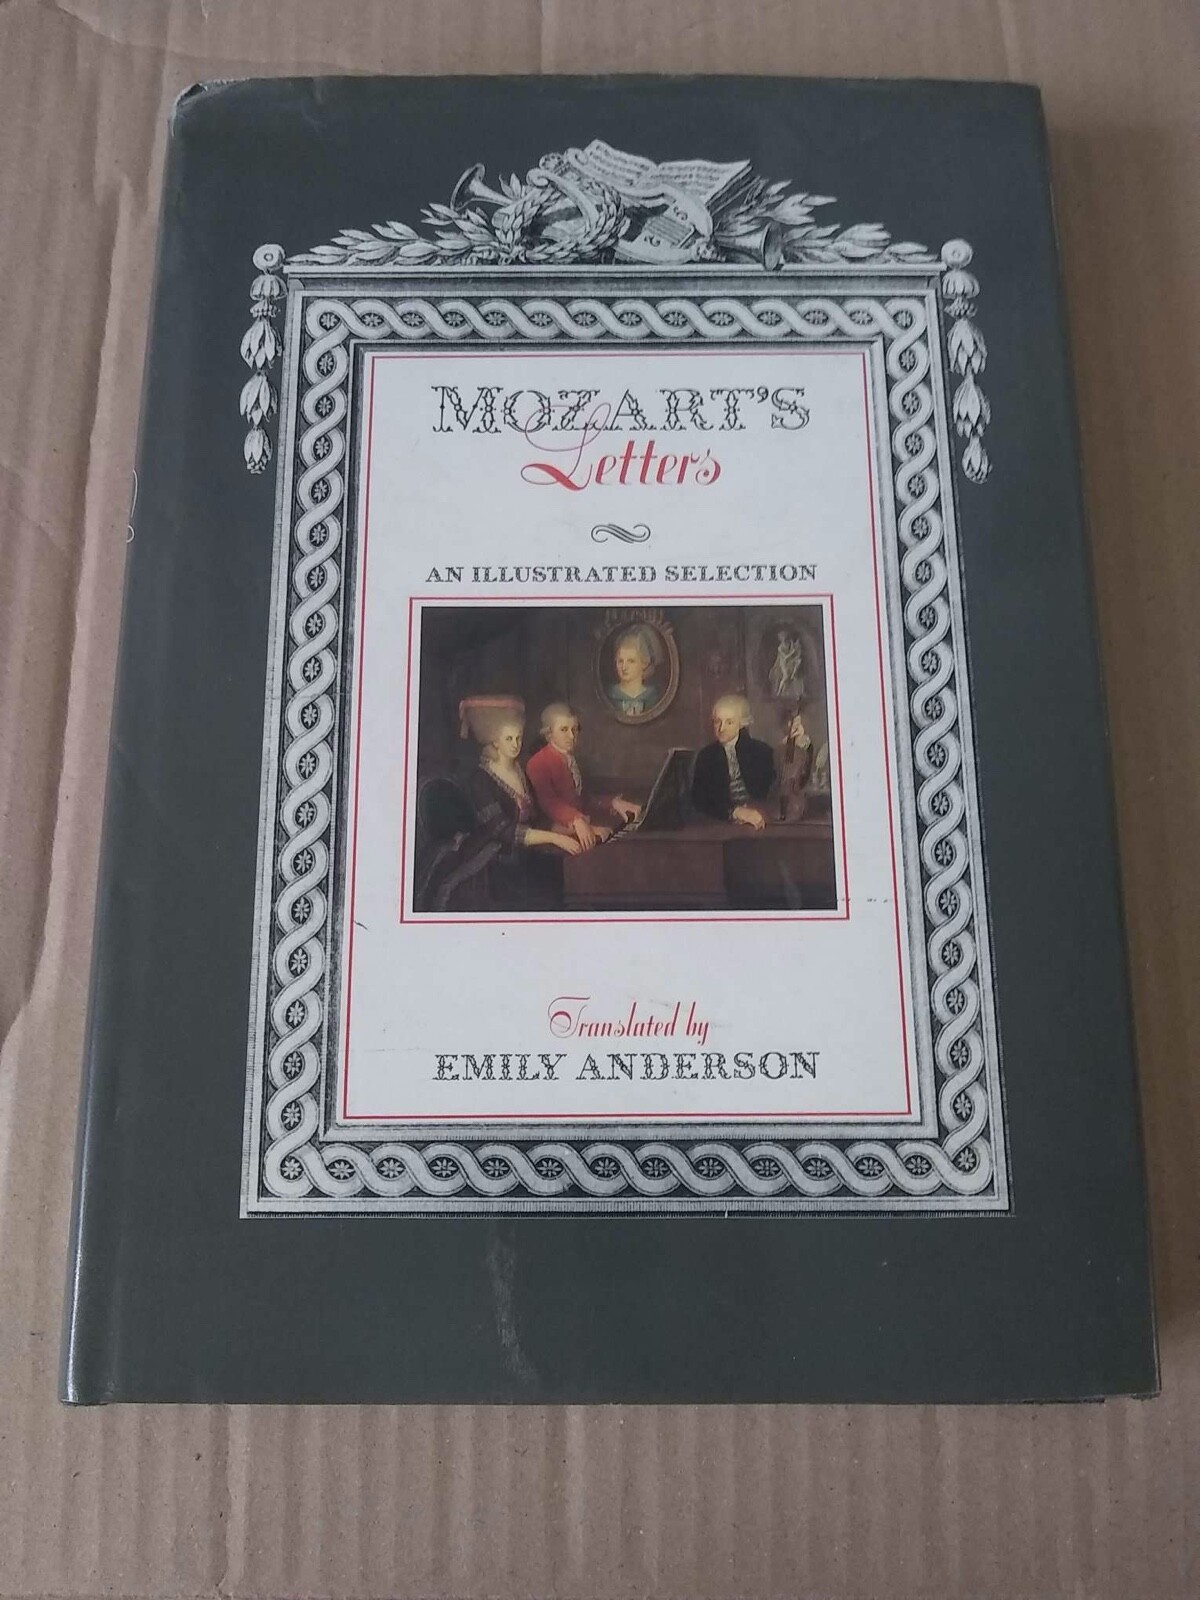 MOZART'S
Letters
AN ILLUSTRATED SELECTION
Translated by
EMILY ANDERSON